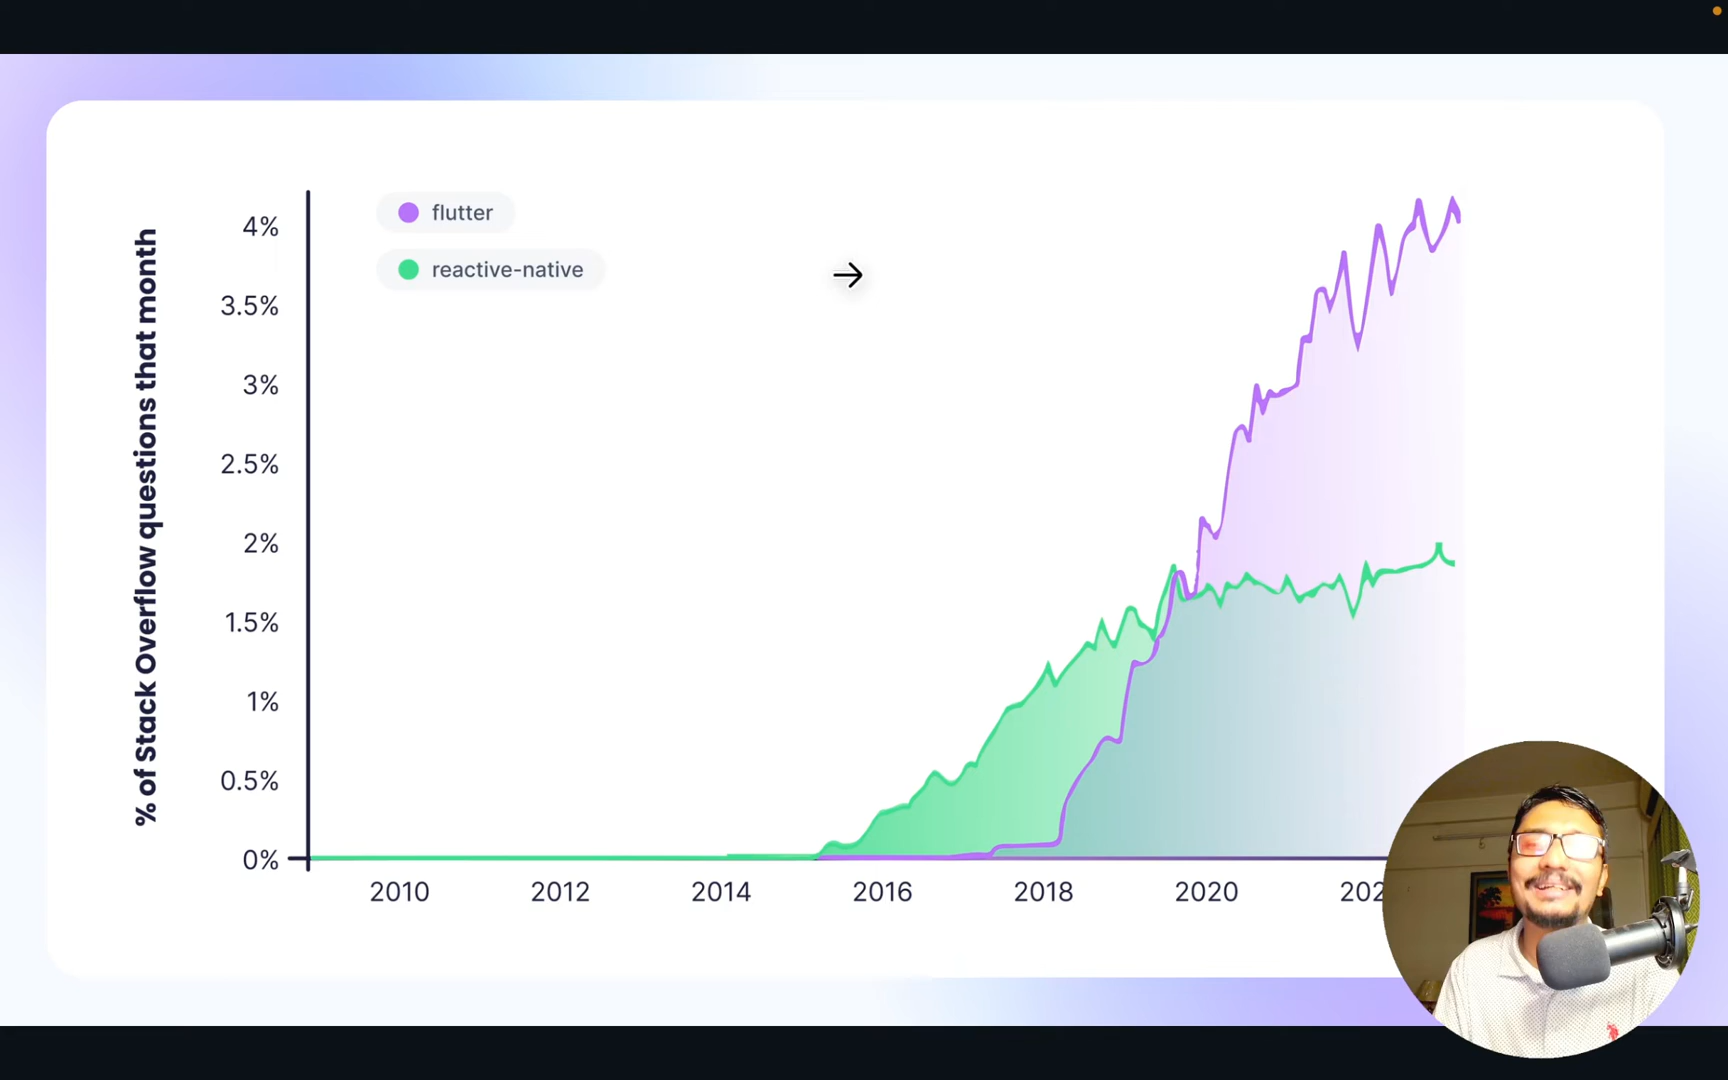 flutter
reactive-native
% of Stack Overflow questions that month
4%
3.5%
3%
2.5%
2%
1.5%
1%
0.5%
0%
2010 2012 2014 2016 2018 2020 202